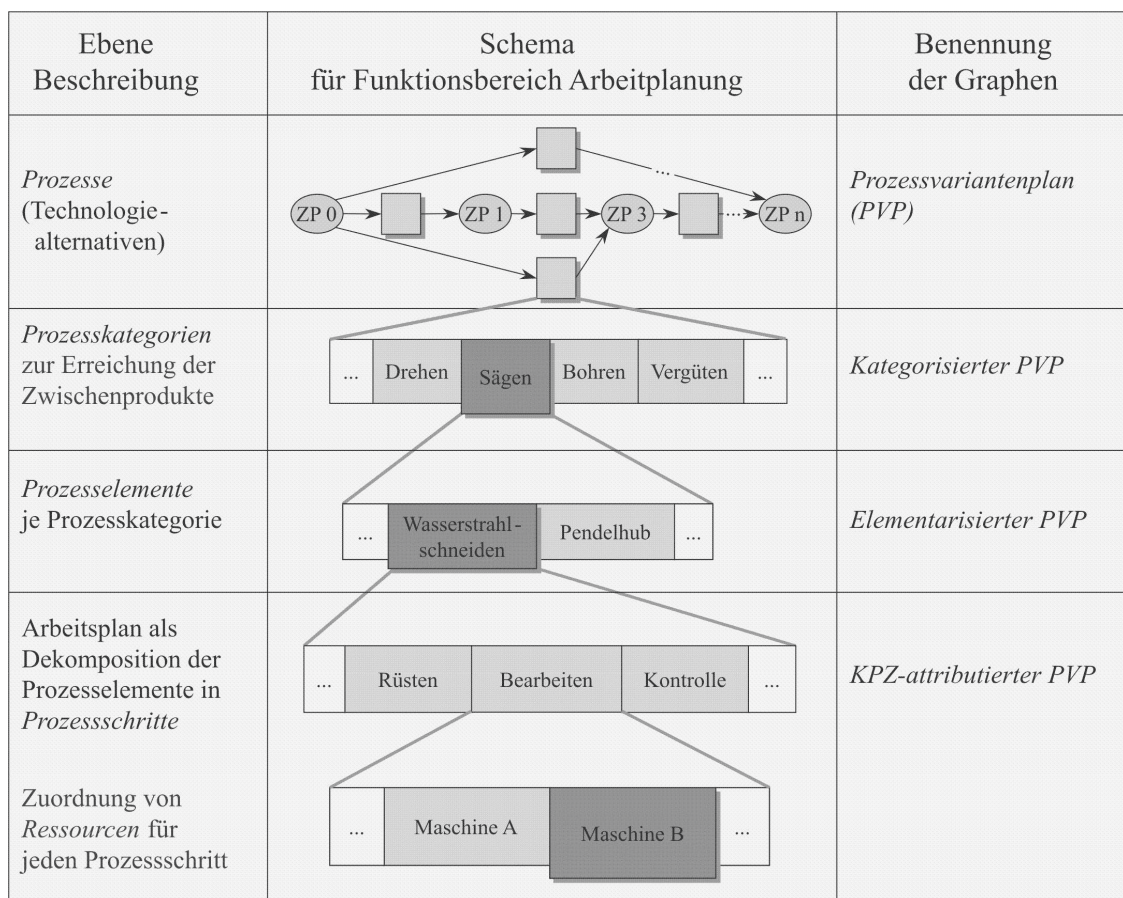 Ebene
Beschreibung
Schema
für Funktionsbereich Arbeitplanung
Benennung
der Graphen
Prozesse
(Technologie-
alternativen)
...
ZP 0
ZP 1
ZP 3
...
ZP n
Prozessvariantenplan
(PVP)
Prozesskategorien
zur Erreichung der
Zwischenprodukte
...
Drehen
Sägen
Bohren
Vergüten
...
Kategorisierter PVP
Prozesselemente
je Prozesskategorie
...
Wasserstrahl-
schneiden
Pendelhub
...
Elementarisierter PVP
Arbeitsplan als
Dekomposition der
Prozesselemente in
Prozessschritte
...
Rüsten
Bearbeiten
Kontrolle
...
KPZ-attributierter PVP
Zuordnung von
Ressourcen für
jeden Prozessschritt
...
Maschine A
Maschine B
...